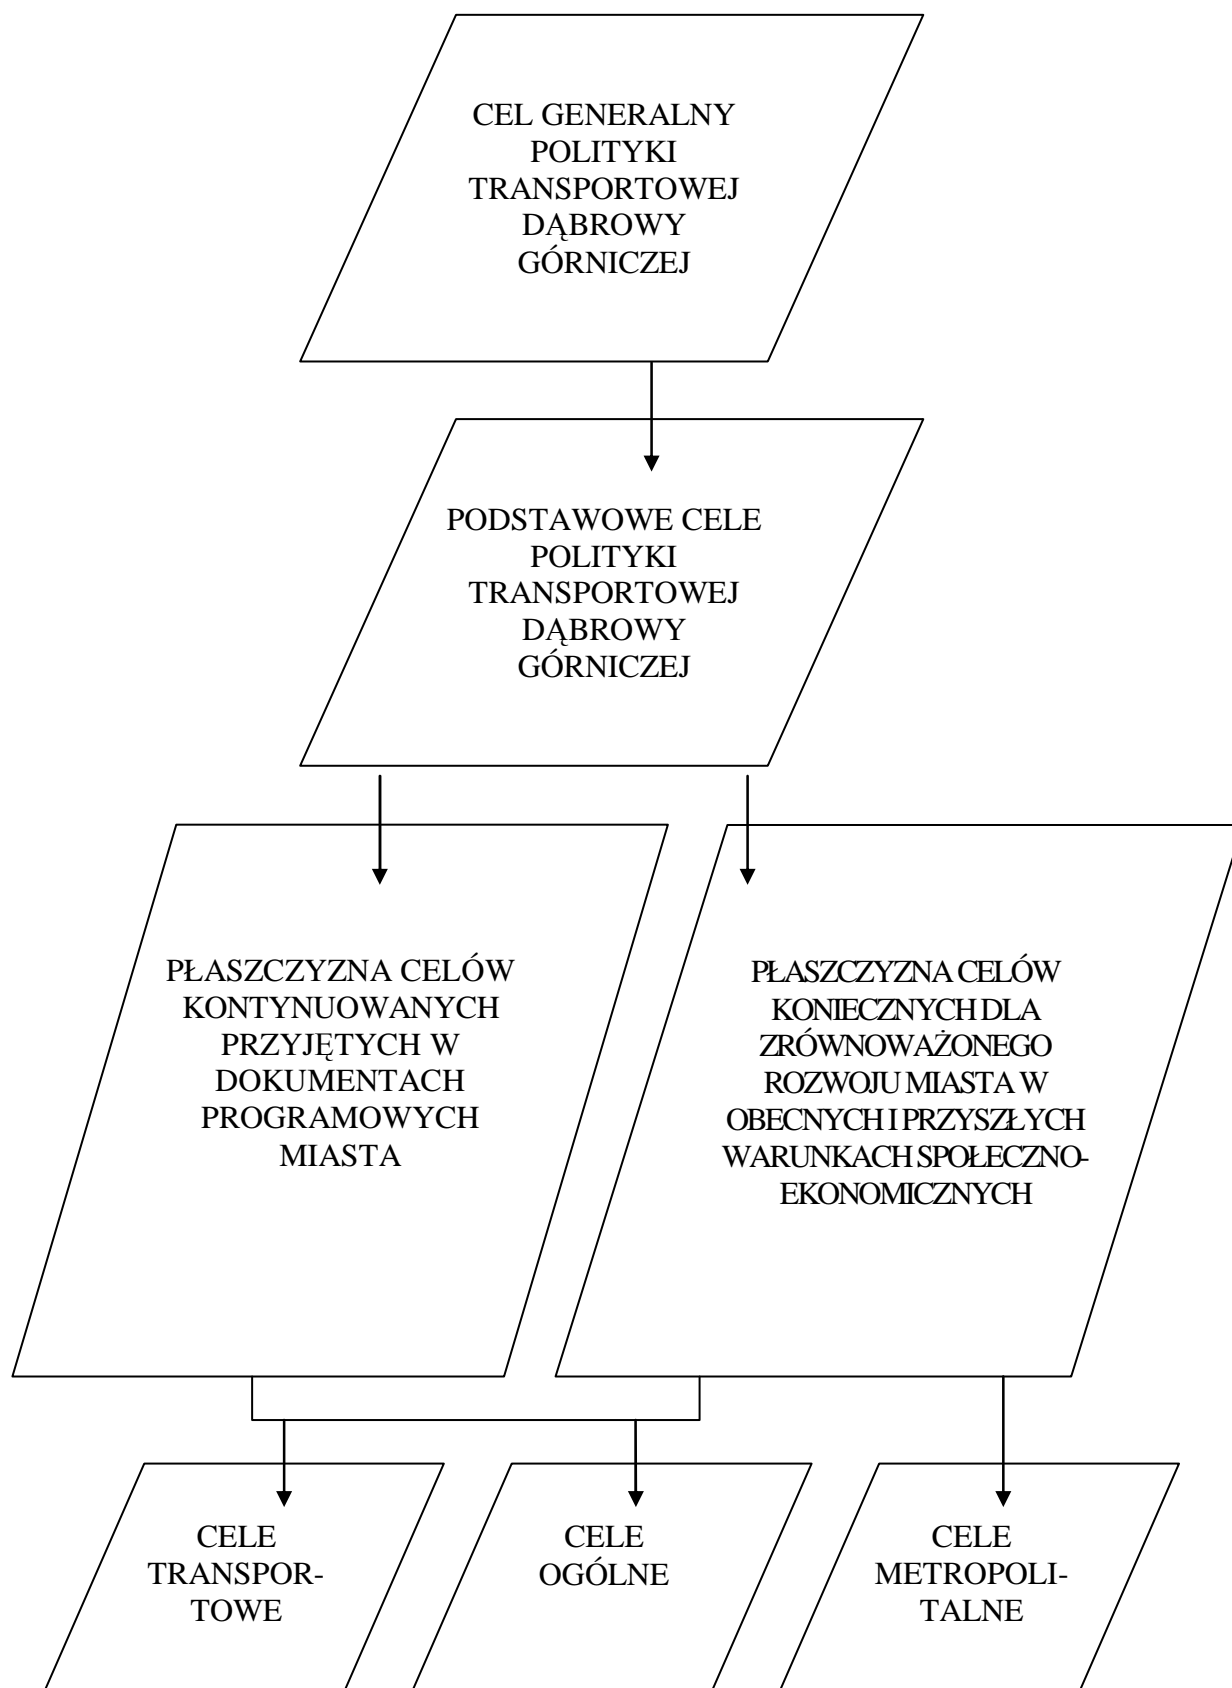 CEL GENERALNY
POLITYKI
TRANSPORTOWEJ
DĄBROWY
GÓRNICZEJ
PODSTAWOWE CELE
POLITYKI
TRANSPORTOWEJ
DĄBROWY
GÓRNICZEJ
PŁASZCZYZNA CELÓW
KONTYNUOWANYCH
PRZYJĘTYCH W
DOKUMENTACH
PROGRAMOWYCH
MIASTA
PŁASZCZYZNA CELÓW
KONIECZNYCH DLA
ZRÓWNOWAŻONEGO
ROZWOJU MIASTA W
OBECNYCH I PRZYSZŁYCH
WARUNKACH SPOŁECZNO-
EKONOMICZNYCH
CELE
TRANSPOR-
TOWE
CELE
OGÓLNE
CELE
METROPOLI-
TALNE